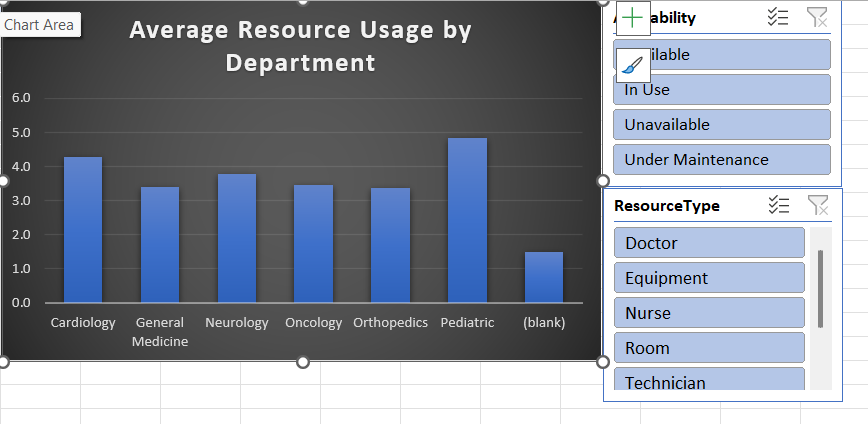 Chart Area
Average Resource Usage by
Department
6.0
5.0
4.0
3.0
2.0
1.0
0.0
Cardiology
General
Medicine
Neurology
Oncology
Orthopedics
Pediatric
(blank)
ability
ilable
In Use
Unavailable
Under Maintenance
ResourceType
Doctor
Equipment
Nurse
Room
Technician